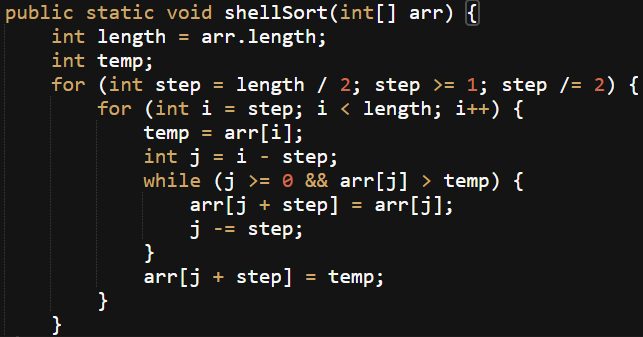 public static void shellSort(int[] arr) {
    int length = arr.length;
    int temp;
    for (int step = length / 2; step >= 1; step /= 2) {
        for (int i = step; i < length; i++) {
            temp = arr[i];
            int j = i - step;
            while (j >= 0 && arr[j] > temp) {
                arr[j + step] = arr[j];
                j -= step;
            }
            arr[j + step] = temp;
        }
    }